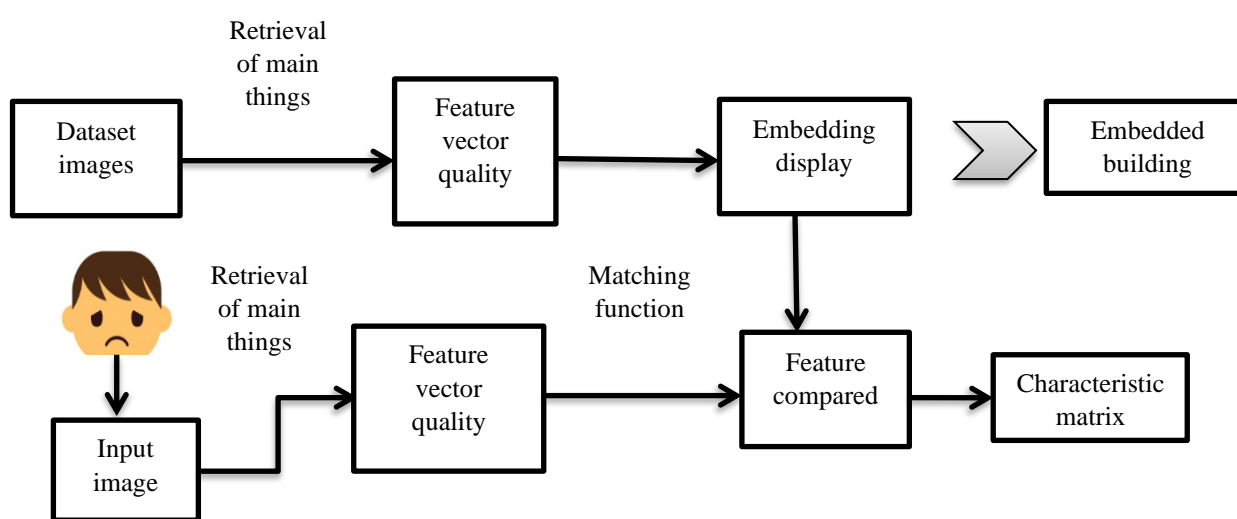 Retrieval
of main
things
Dataset
images
Feature
vector
quality
Embedding
display
Embedded
building
Retrieval
of main
things
Matching
function
Input
image
Feature
vector
quality
Feature
compared
Characteristic
matrix